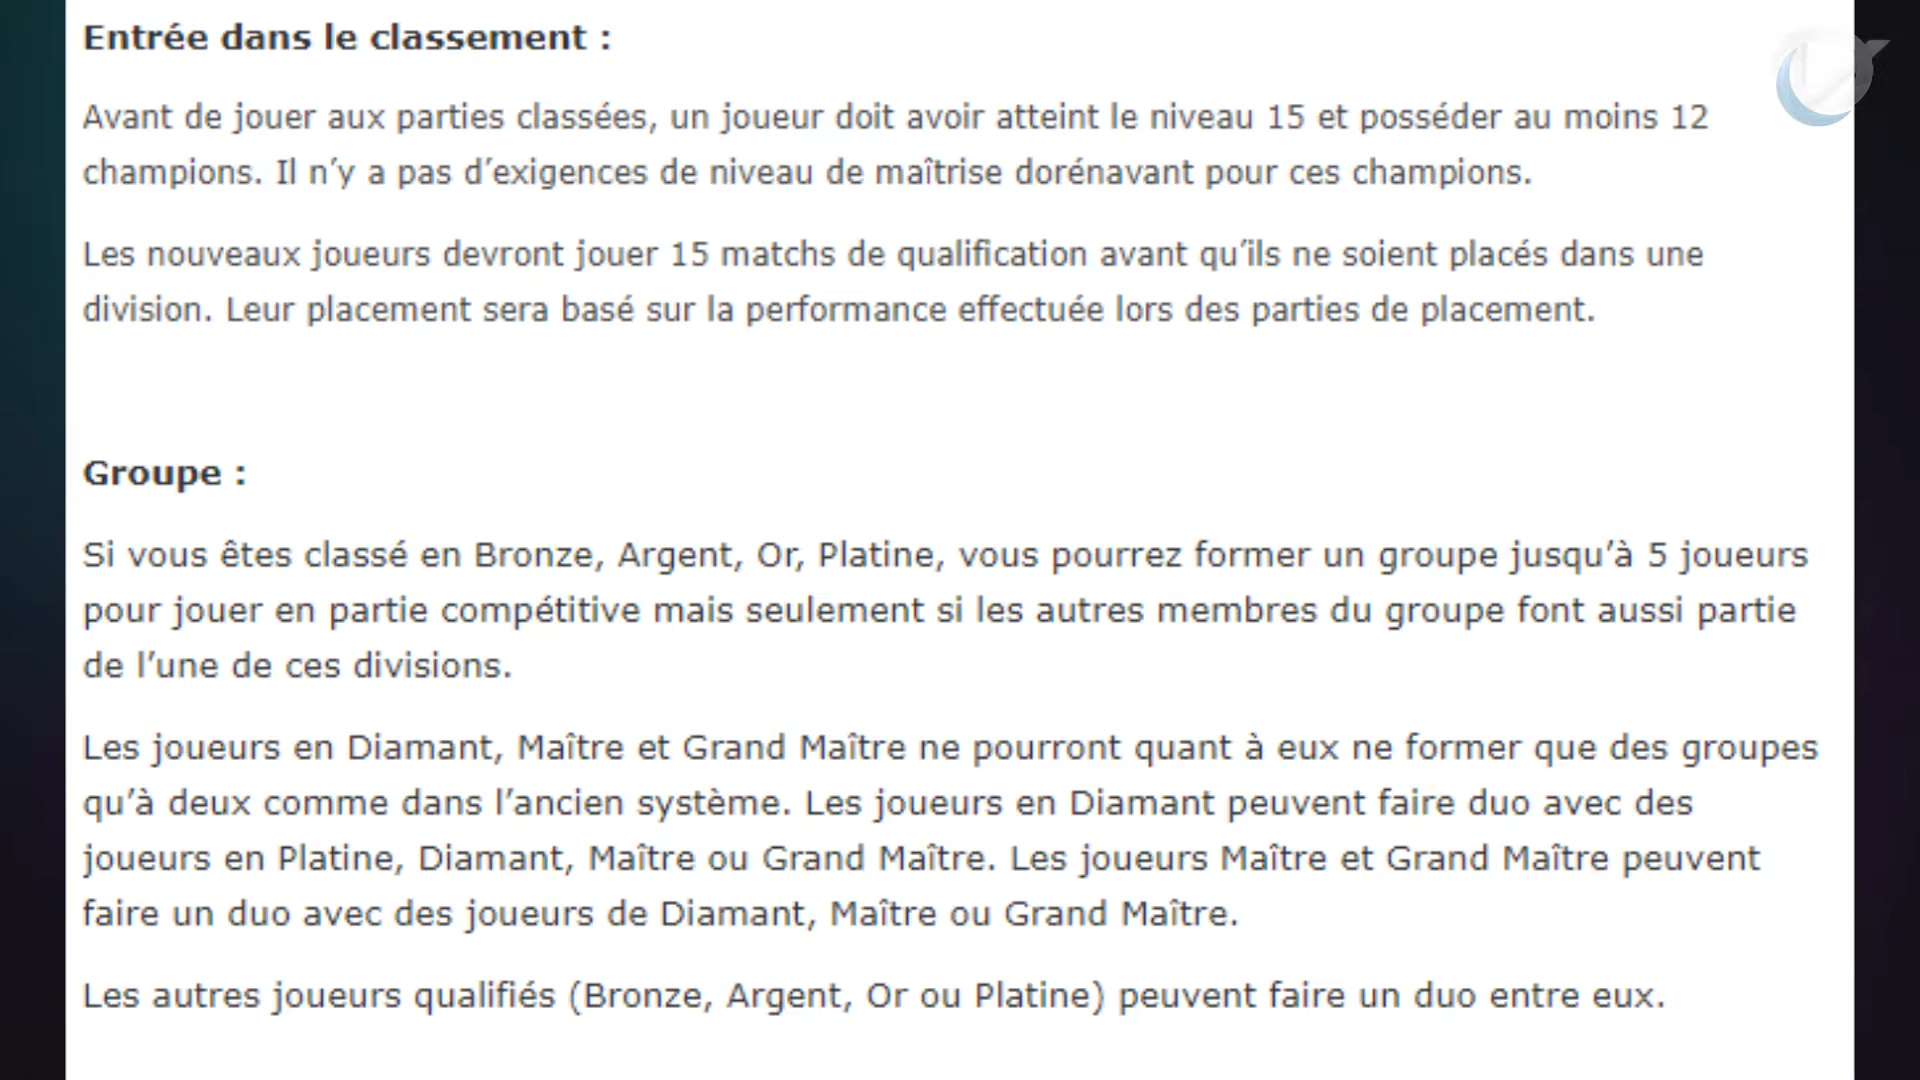 Entrée dans le classement :
Avant de jouer aux parties classées, un joueur doit avoir atteint le niveau 15 et posséder au moins 12
champions. Il n’y a pas d’exigences de niveau de maîtrise dorénavant pour ces champions.
Les nouveaux joueurs devront jouer 15 matchs de qualification avant qu’ils ne soient placés dans une
division. Leur placement sera basé sur la performance effectuée lors des parties de placement.
Groupe :
Si vous êtes classé en Bronze, Argent, Or, Platine, vous pourrez former un groupe jusqu’à 5 joueurs
pour jouer en partie compétitive mais seulement si les autres membres du groupe font aussi partie
de l’une de ces divisions.
Les joueurs en Diamant, Maître et Grand Maître ne pourront quant à eux ne former que des groupes
qu’à deux comme dans l’ancien système. Les joueurs en Diamant peuvent faire duo avec des
joueurs en Platine, Diamant, Maître ou Grand Maître. Les joueurs Maître et Grand Maître peuvent
faire un duo avec des joueurs de Diamant, Maître ou Grand Maître.
Les autres joueurs qualifiés (Bronze, Argent, Or ou Platine) peuvent faire un duo entre eux.